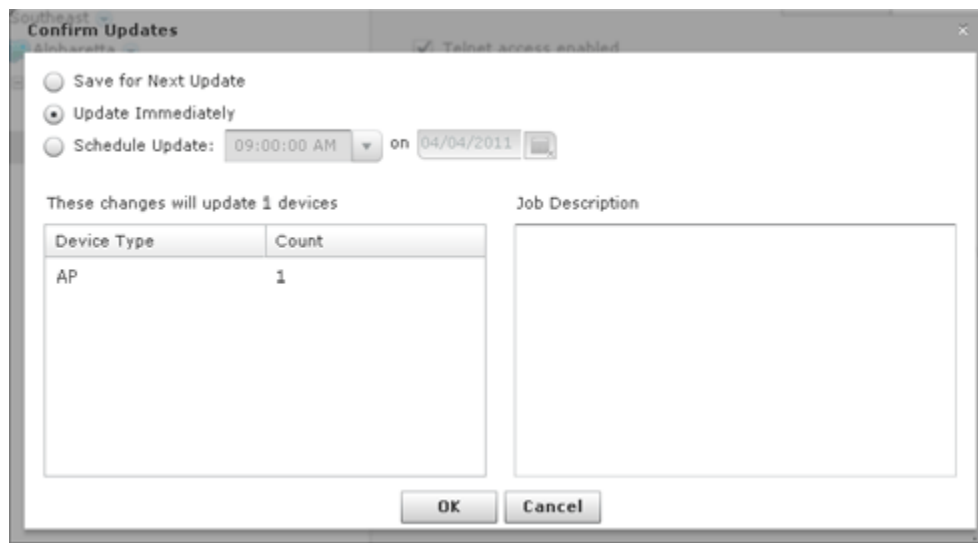 Southeast
Confirm Updates
Alpharetta
Telnet access enabled
Save for Next Update
Update Immediately
Schedule Update: 09:00:00 AM on 04/04/2011
These changes will update 1 devices
Job Description
Device Type Count
AP 1
OK Cancel